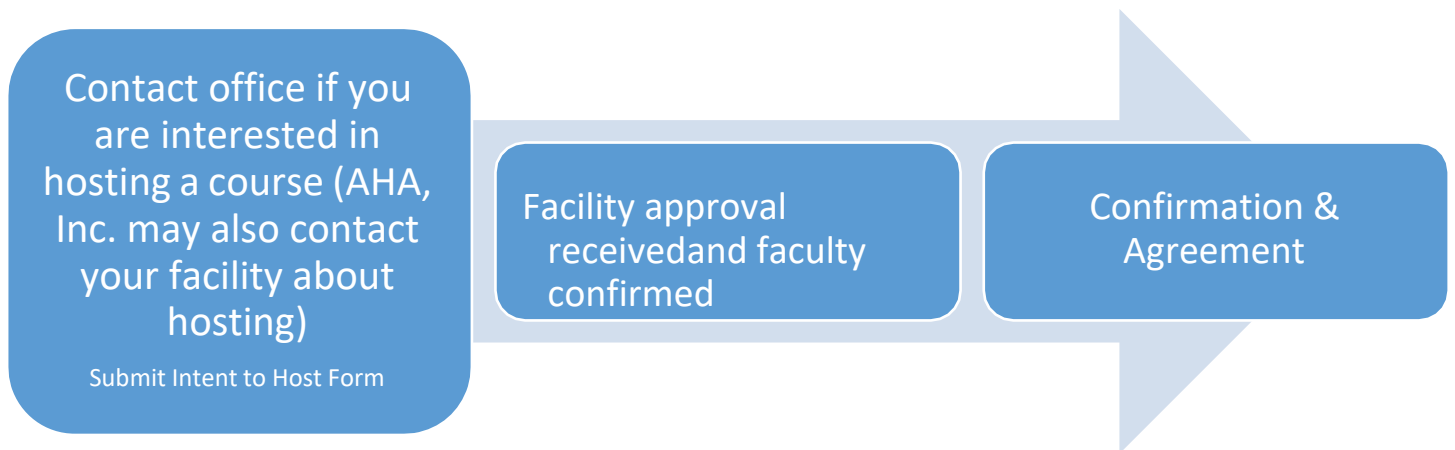 Contact office if you
are interested in
hosting a course (AHA,
Inc. may also contact
your facility about
hosting)
Submit Intent to Host Form
Facility approval
receivedand faculty
confirmed
Confirmation &
Agreement